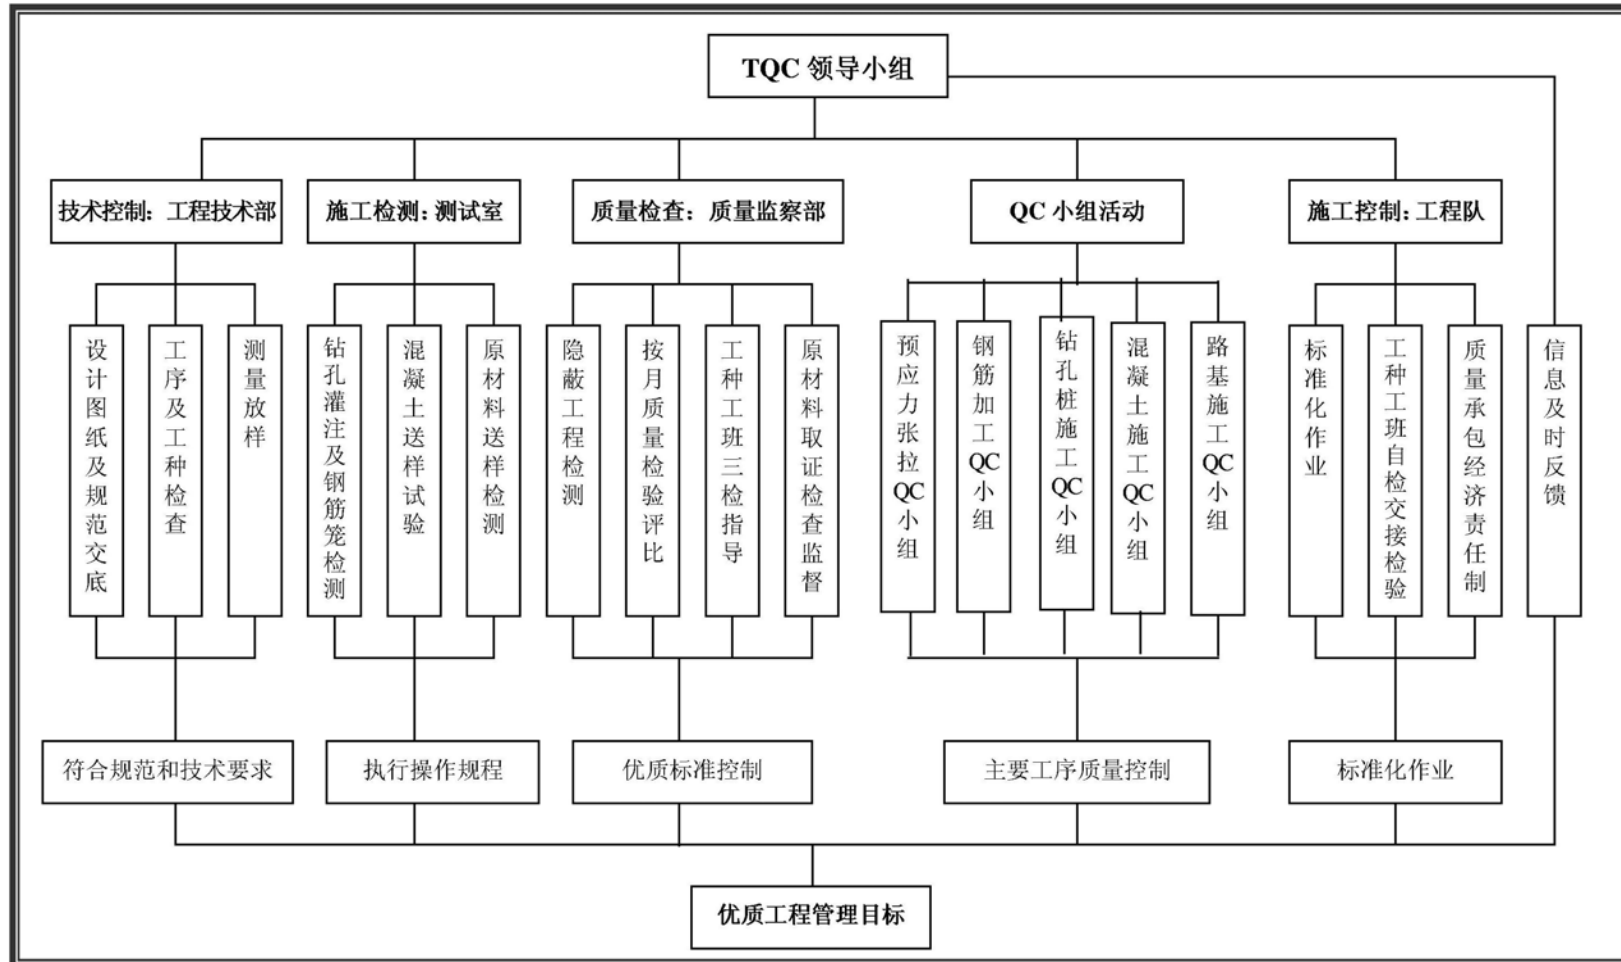 TQC 领导小组
技术控制：工程技术部
施工检测：测试室
质量检查：质量监察部
QC 小组活动
施工控制：工程队
设计图纸及规范交底
工序及工种检查
测量放样
钻孔灌注及钢筋笼检测
混凝土送样试验
原材料送样检测
隐蔽工程检测
按月质量检验评比
工种工班三检指导
原材料取证检查监督
预应力张拉QC小组
钢筋加工QC小组
钻孔桩施工QC小组
混凝土施工QC小组
路基施工QC小组
标准化作业
工种工班自检交接检验
质量承包经济责任制
信息及时反馈
符合规范和技术要求
执行操作规程
优质标准控制
主要工序质量控制
标准化作业
优质工程管理目标